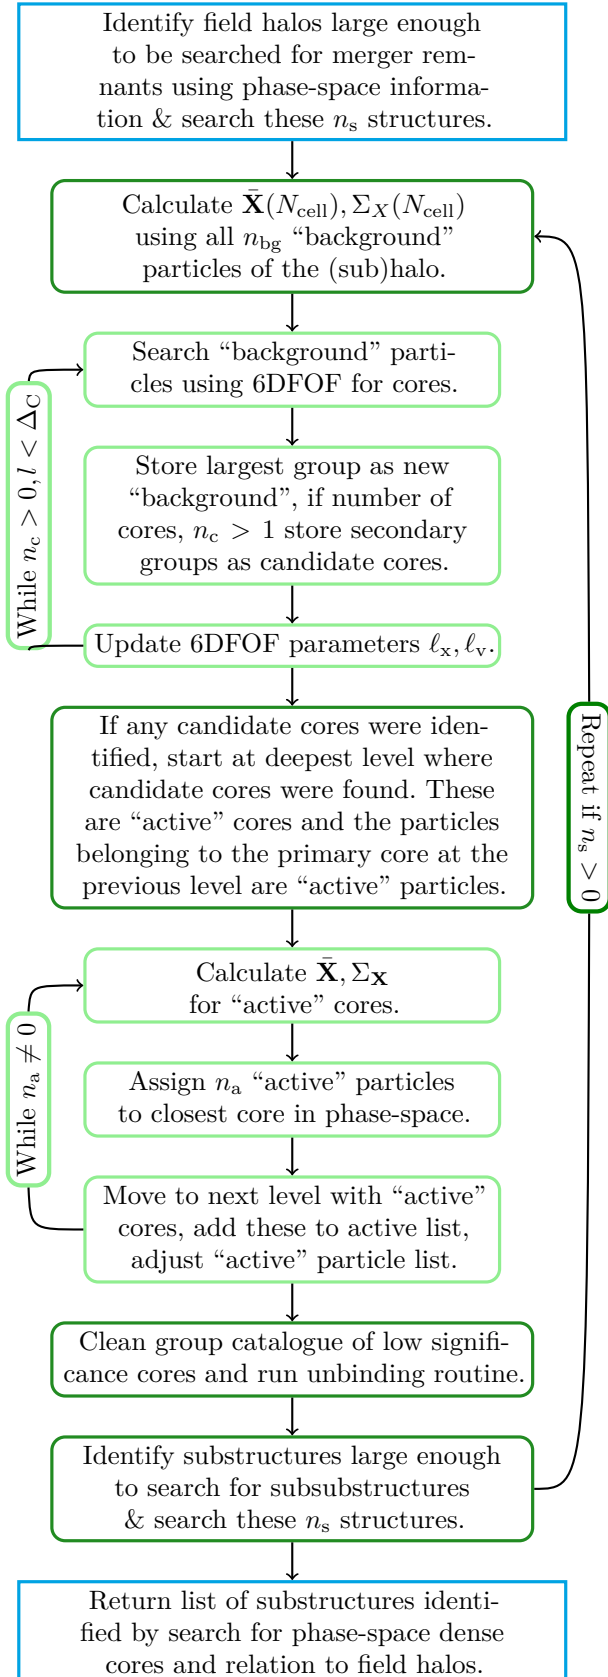 Identify field halos large enough
to be searched for merger rem-
nants using phase-space informa-
tion & search these nₛ structures.
Calculate X̄(N_cell), Σ_X(N_cell)
using all n_bg “background”
particles of the (sub)halo.
Search “background” parti-
cles using 6DFOF for cores.
While n_c > 0, l < Δ_C
Store largest group as new
“background”, if number of
cores, n_c > 1 store secondary
groups as candidate cores.
Update 6DFOF parameters ℓ_x, ℓ_v.
If any candidate cores were iden-
tified, start at deepest level where
candidate cores were found. These
are “active” cores and the particles
belonging to the primary core at the
previous level are “active” particles.
Repeat if nₛ > 0
Calculate X̄, Σ_X
for “active” cores.
While n_a ≠ 0
Assign n_a “active” particles
to closest core in phase-space.
Move to next level with “active”
cores, add these to active list,
adjust “active” particle list.
Clean group catalogue of low signifi-
cance cores and run unbinding routine.
Identify substructures large enough
to search for subsubstructures
& search these nₛ structures.
Return list of substructures identi-
fied by search for phase-space dense
cores and relation to field halos.